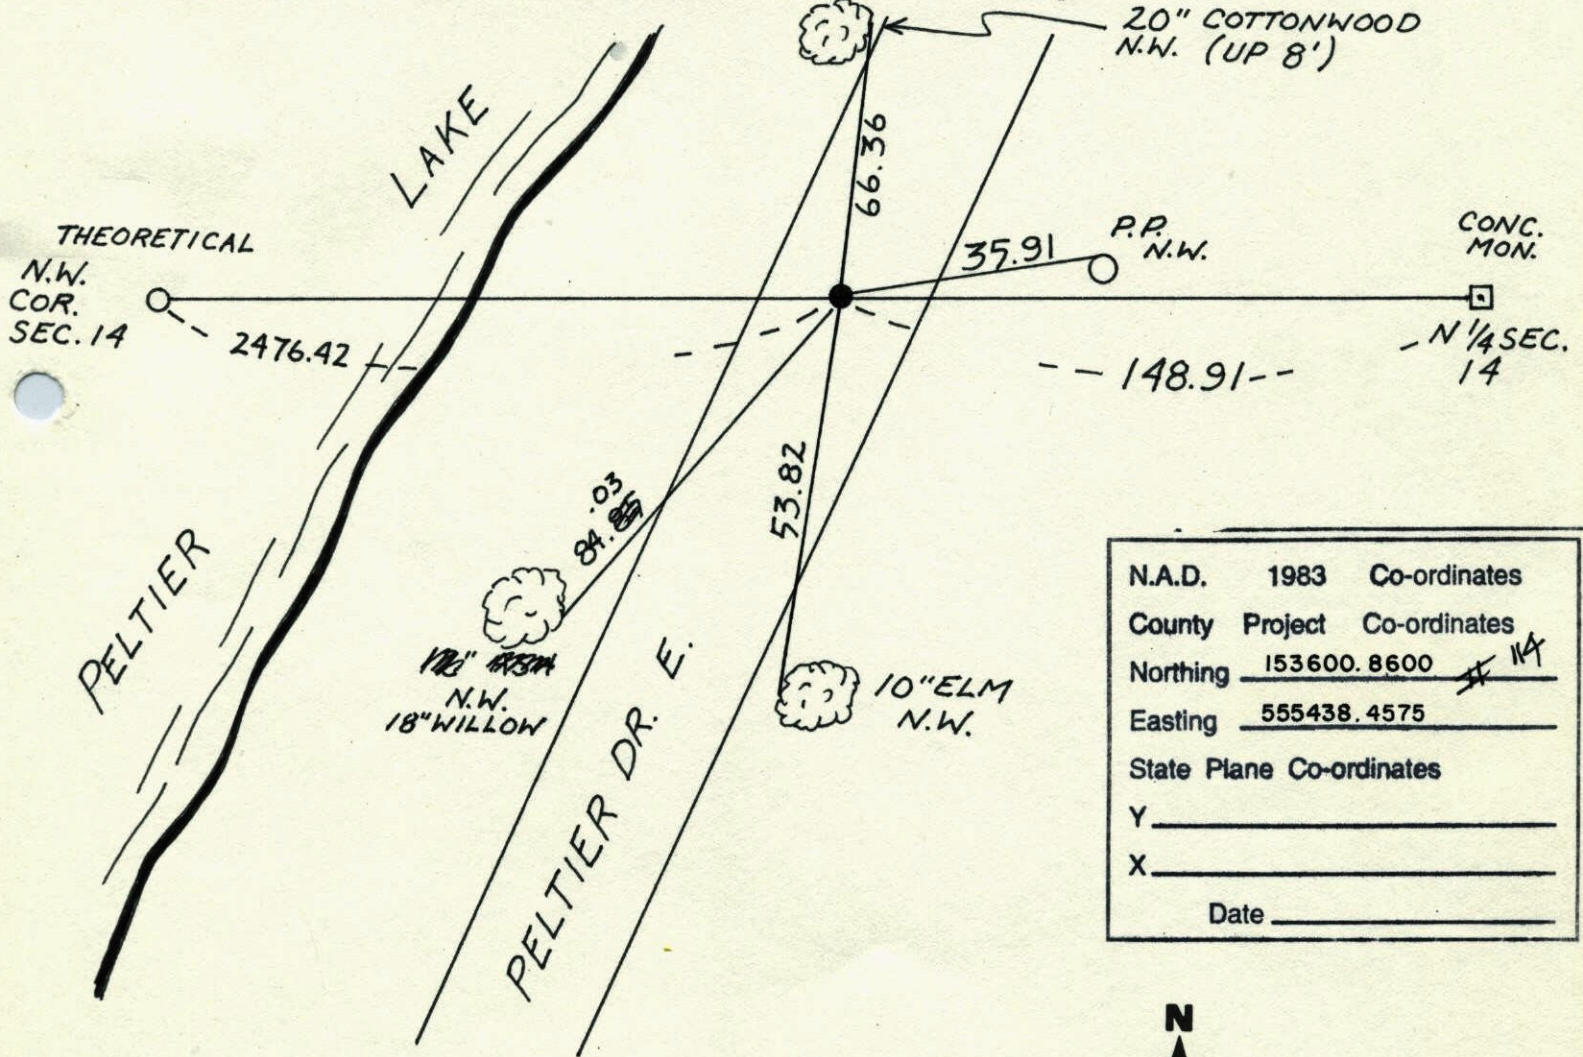 20" COTTONWOOD
N.W. (UP 8')
LAKE
66.36
THEORETICAL
N.W.
COR.
SEC. 14
2476.42
35.91
P.P.
N.W.
CONC.
MON.
N 1/4 SEC.
14
148.91
.03
84.85
53.82
PELTIER
N.W.
18" WILLOW
10" ELM
N.W.
PELTIER DR. E.
N.A.D. 1983 Co-ordinates
County Project Co-ordinates
Northing 153600.8600 # 114
Easting 555438.4575
State Plane Co-ordinates
Y
X
Date
N